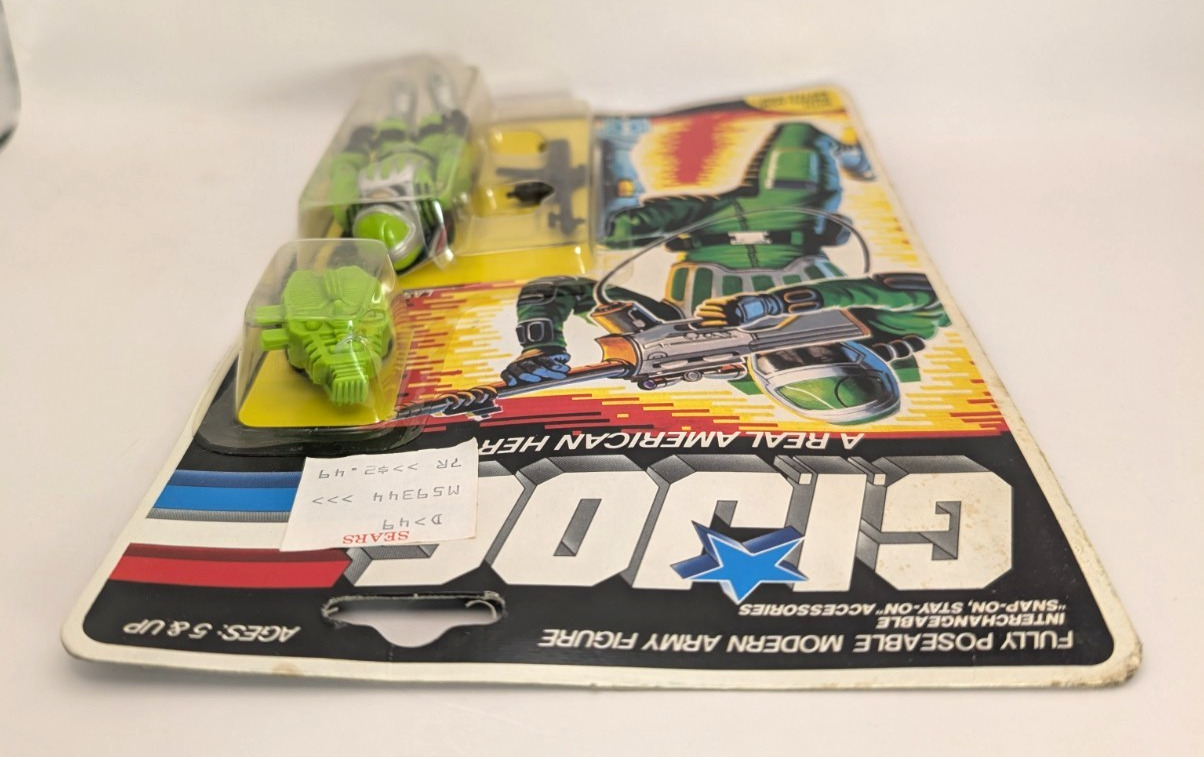 FULLY POSEABLE MODERN ARMY FIGURE
INTERCHANGEABLE
"SNAP-ON, STAY-ON" ACCESSORIES
AGES: 5 & UP
G.I. JOE
A REAL AMERICAN HER
SEARS
D>49
M59344 >>>
7R >>$2.49